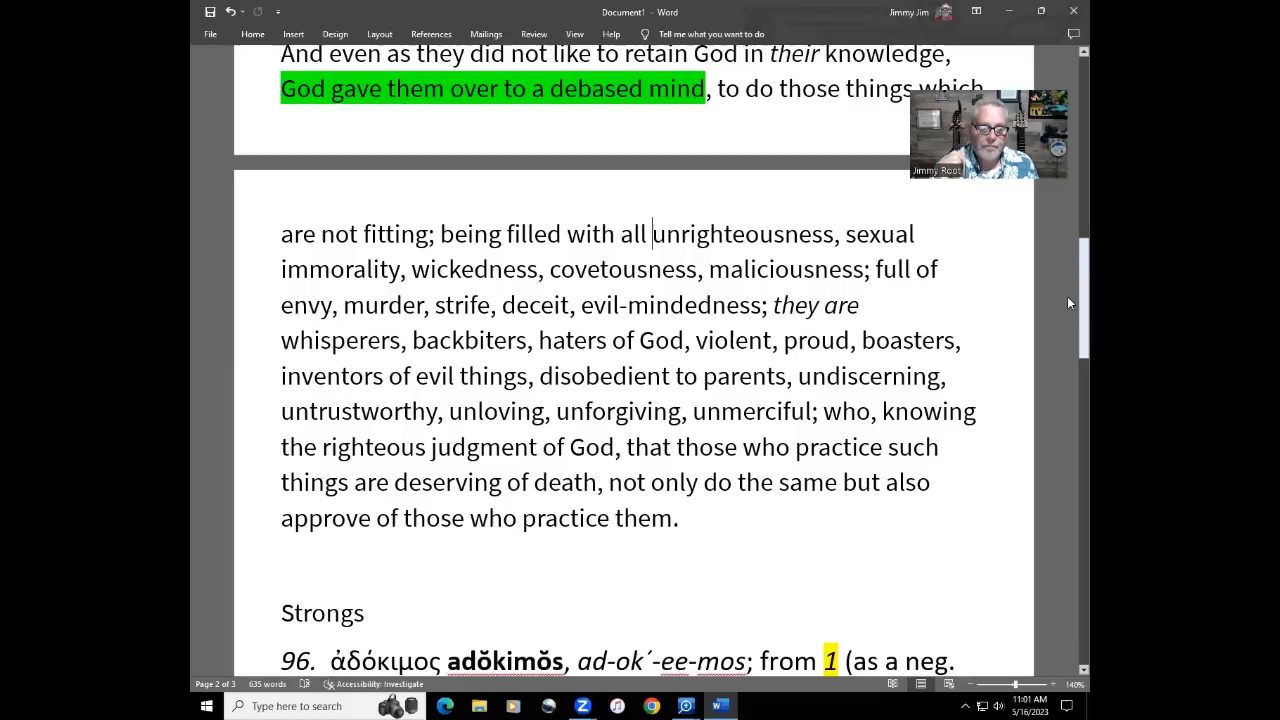 Document1 - Word
Jimmy Jim
File Home Insert Draw Design Layout References Mailings Review View Help Tell me what you want to do
And even as they did not like to retain God in their knowledge,
God gave them over to a debased mind, to do those things which
Jimmy Root
are not fitting; being filled with all unrighteousness, sexual
immorality, wickedness, covetousness, maliciousness; full of
envy, murder, strife, deceit, evil-mindedness; they are
whisperers, backbiters, haters of God, violent, proud, boasters,
inventors of evil things, disobedient to parents, undiscerning,
untrustworthy, unloving, unforgiving, unmerciful; who, knowing
the righteous judgment of God, that those who practice such
things are deserving of death, not only do the same but also
approve of those who practice them.
Strongs
96. ἀδόκιμος adŏkimŏs, ad-ok´-ee-mos; from 1 (as a neg.
Page 2 of 3 635 words Accessibility: Investigate 140%
Type here to search
11:01 AM
5/16/2023